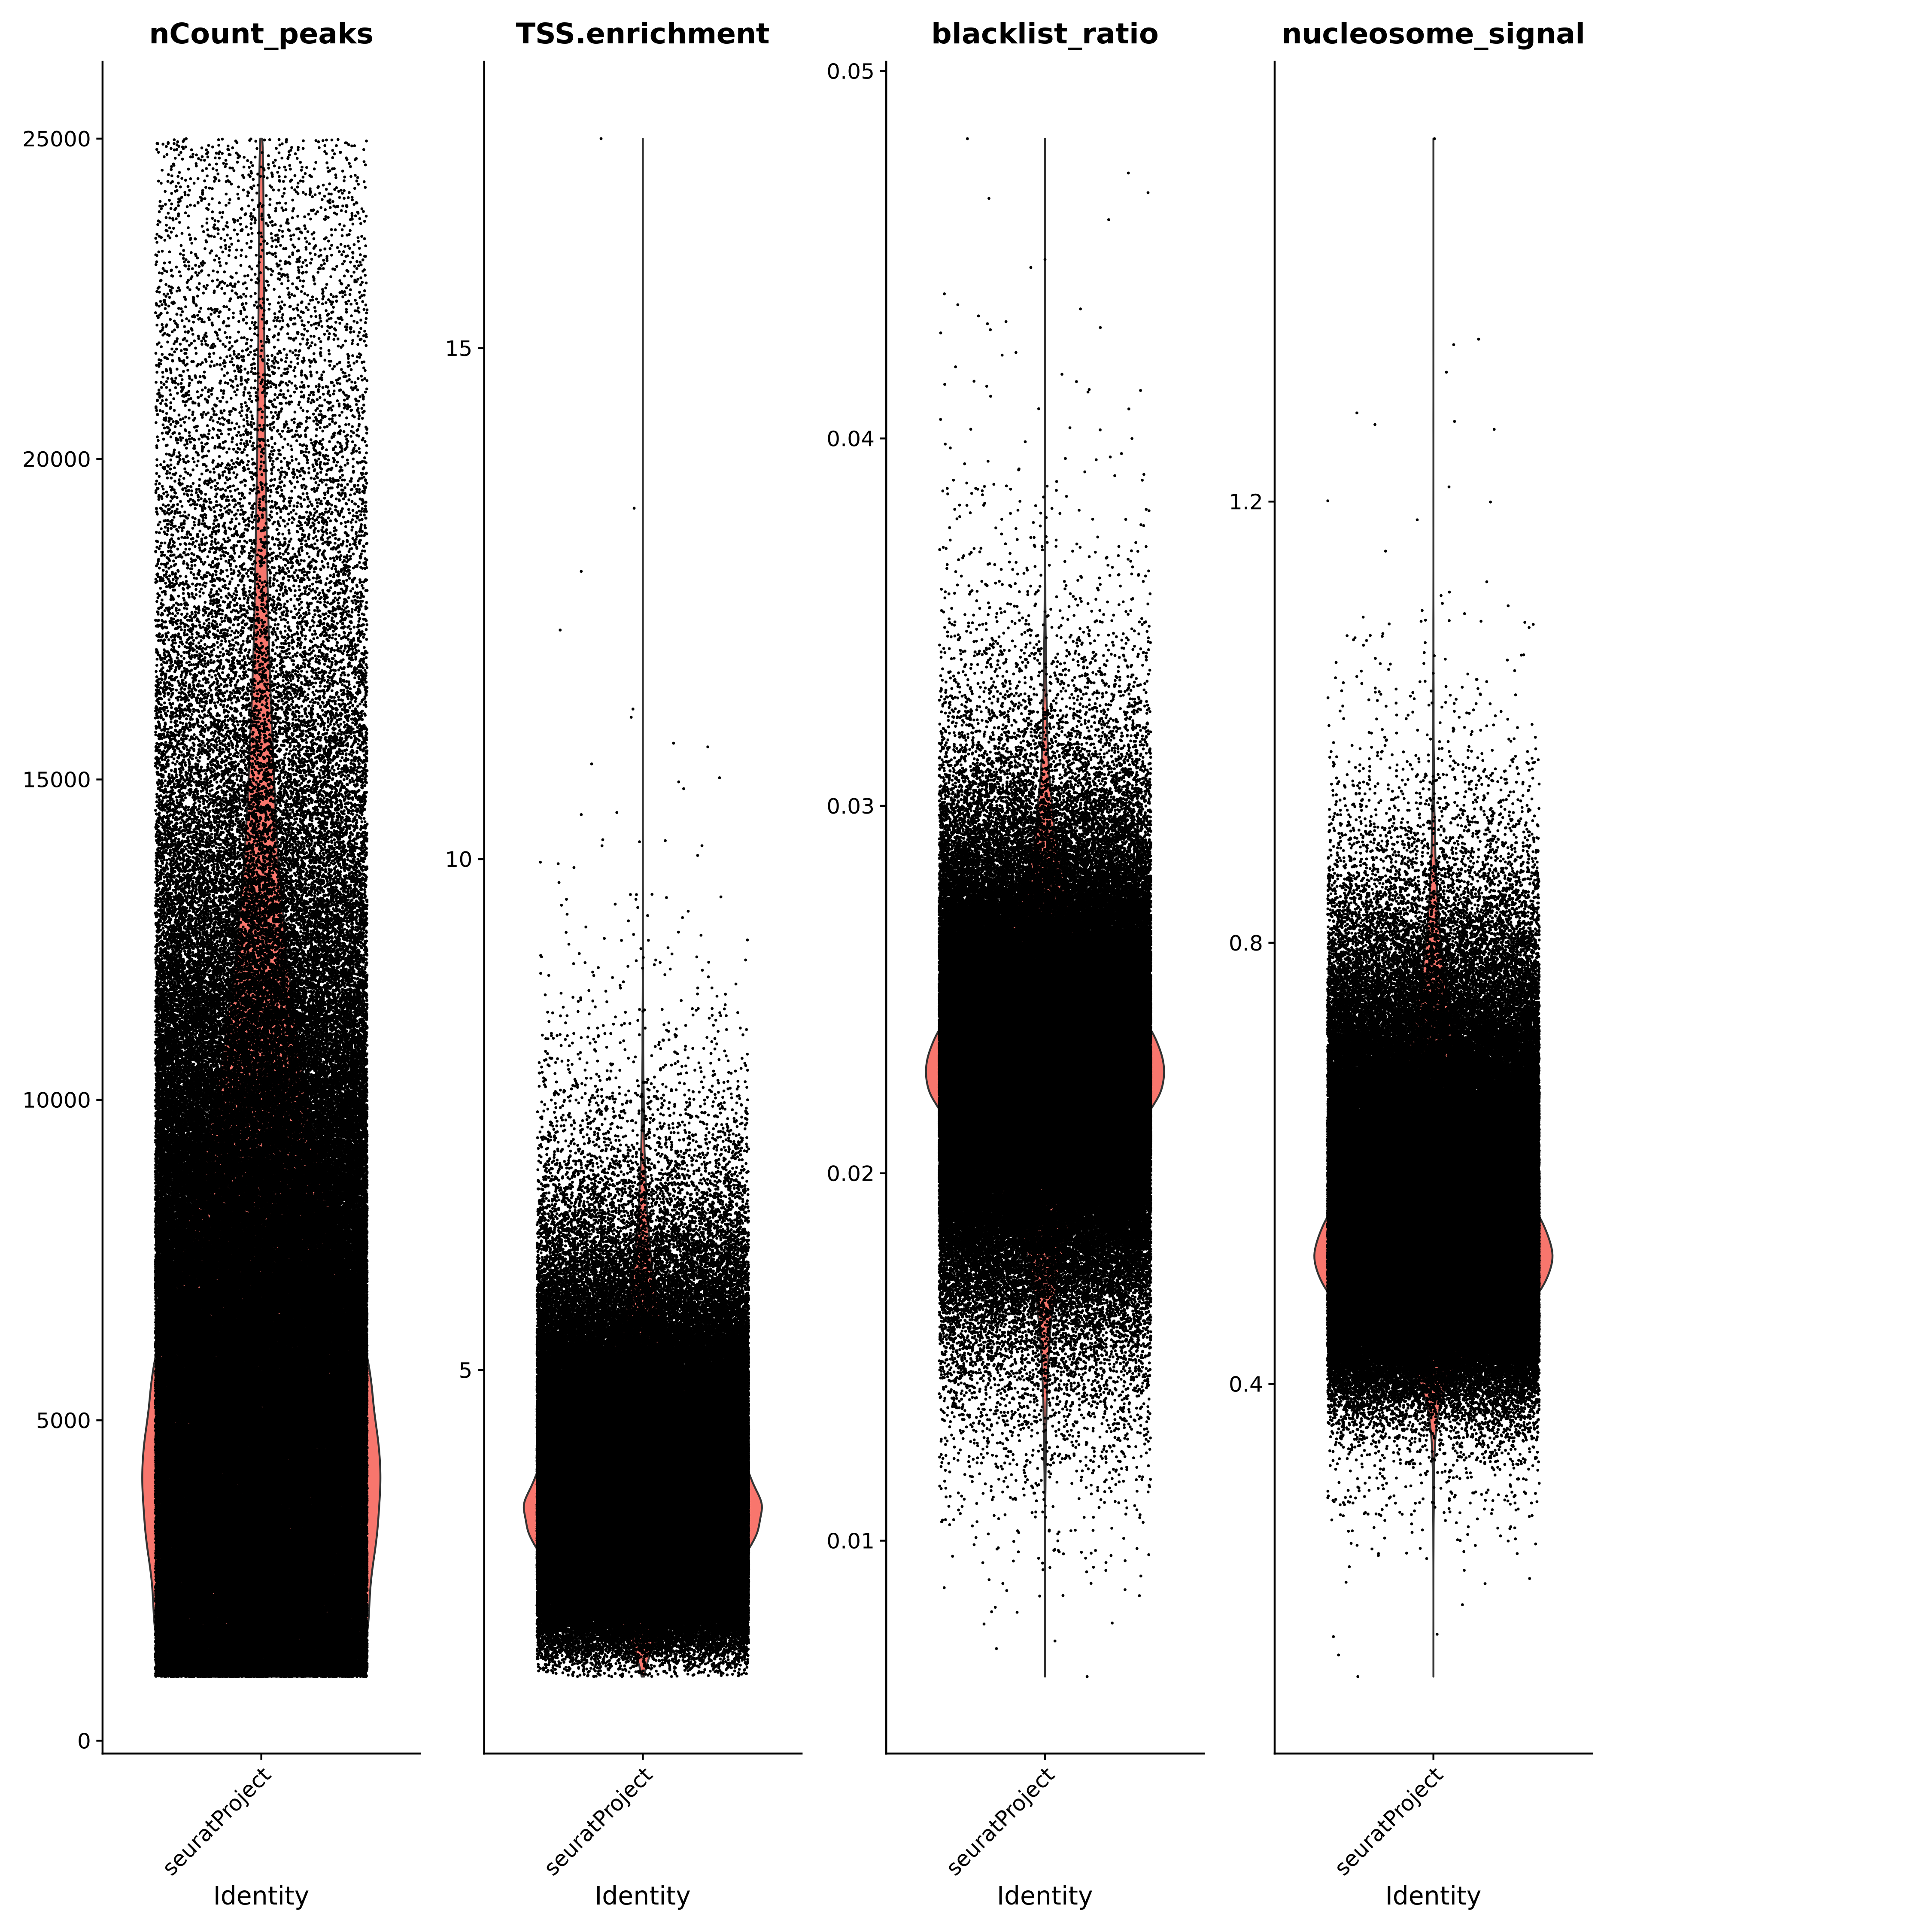 nCount_peaks
25000
20000
15000
10000
5000
0
seuratProject
Identity
TSS.enrichment
15
10
5
seuratProject
Identity
blacklist_ratio
0.05
0.04
0.03
0.02
0.01
seuratProject
Identity
nucleosome_signal
1.2
0.8
0.4
seuratProject
Identity